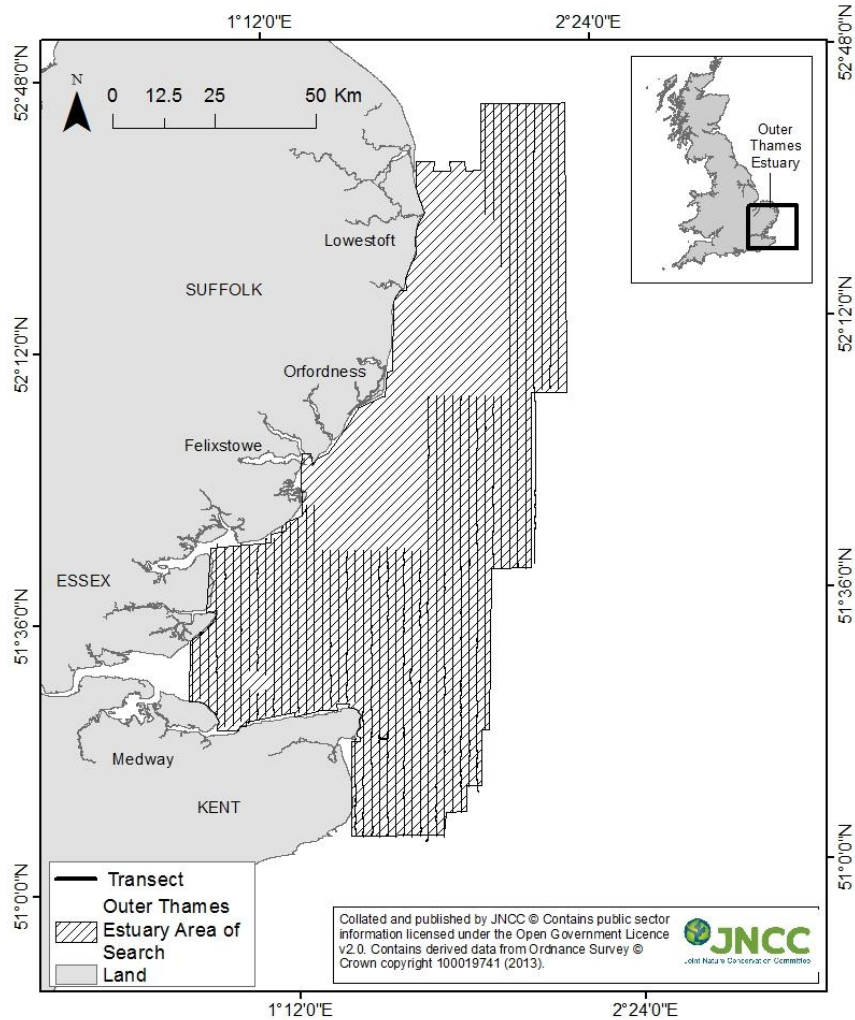 1°12'0"E
2°24'0"E
52°48'0"N
52°48'0"N
N
0 12.5 25 50 Km
Outer
Thames
Estuary
Lowestoft
SUFFOLK
52°12'0"N
52°12'0"N
Orfordness
Felixstowe
ESSEX
51°36'0"N
51°36'0"N
Medway
KENT
51°0'0"N
51°0'0"N
Transect
Outer Thames
Estuary Area of
Search
Land
Collated and published by JNCC © Contains public sector
information licensed under the Open Government Licence
v2.0. Contains derived data from Ordnance Survey ©
Crown copyright 100019741 (2013).
JNCC
Joint Nature Conservation Committee
1°12'0"E
2°24'0"E